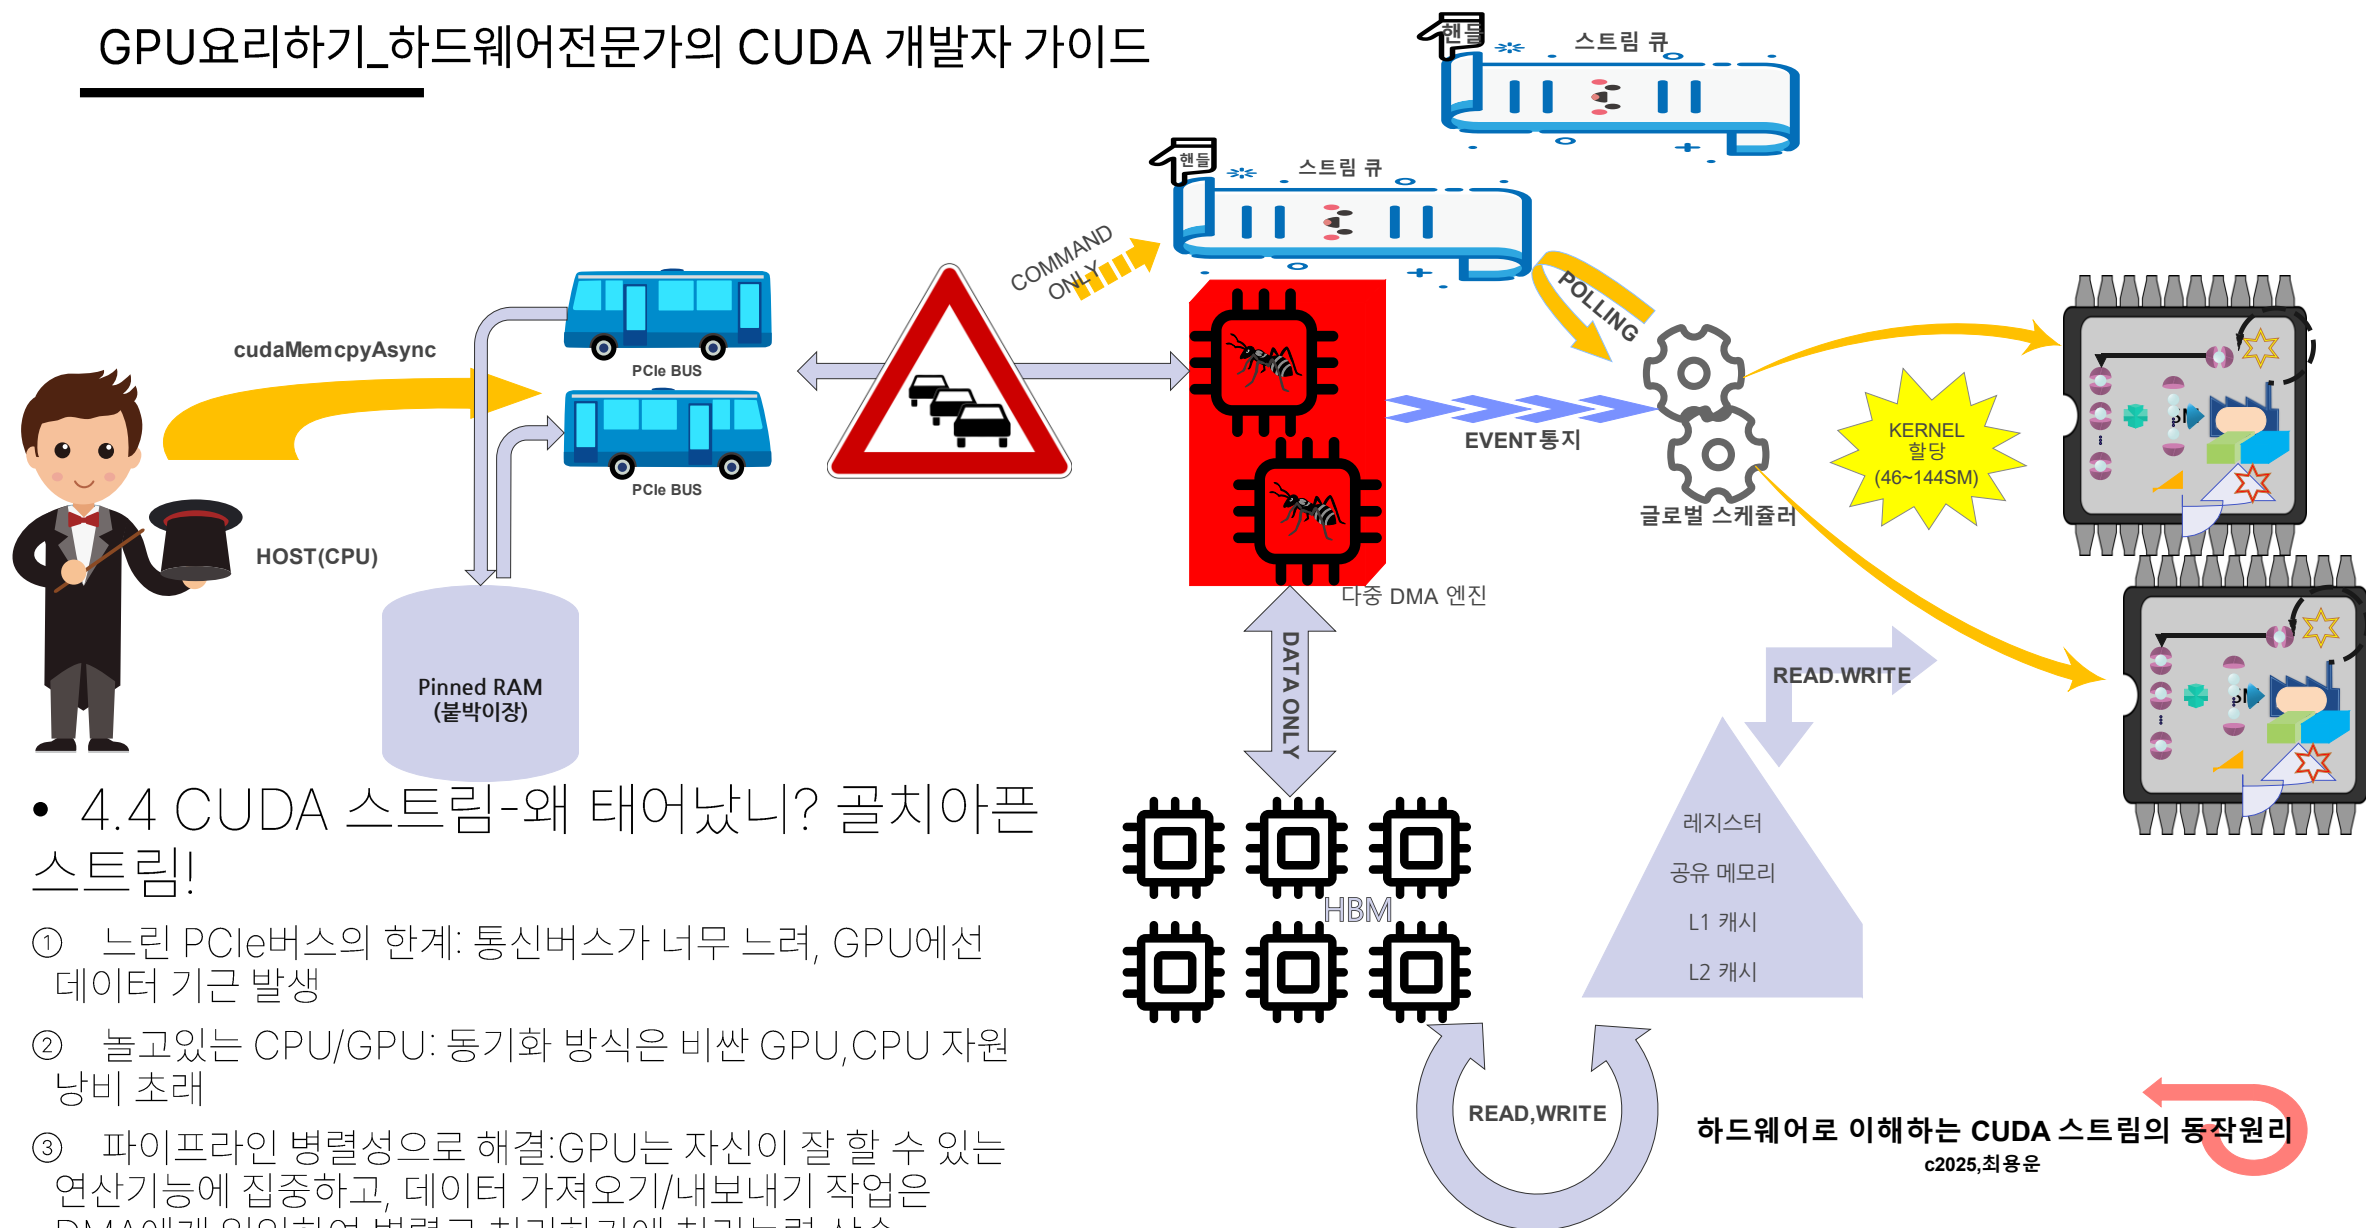 GPU요리하기_하드웨어전문가의 CUDA 개발자 가이드
핸들
스트림 큐
핸들
스트림 큐
COMMAND
ONLY
POLLING
cudaMemcpyAsync
PCIe BUS
PCIe BUS
HOST(CPU)
Pinned RAM
(붙박이장)
EVENT통지
글로벌 스케쥴러
KERNEL
할당
(46~144SM)
다중 DMA 엔진
DATA ONLY
READ.WRITE
HBM
레지스터
공유 메모리
L1 캐시
L2 캐시
READ,WRITE
• 4.4 CUDA 스트림-왜 태어났니? 골치아픈
스트림!
① 느린 PCIe버스의 한계: 통신버스가 너무 느려, GPU에선
데이터 기근 발생
② 놀고있는 CPU/GPU: 동기화 방식은 비싼 GPU,CPU 자원
낭비 초래
③ 파이프라인 병렬성으로 해결:GPU는 자신이 잘 할 수 있는
연산기능에 집중하고, 데이터 가져오기/내보내기 작업은
하드웨어로 이해하는 CUDA 스트림의 동작원리
c2025,최용운